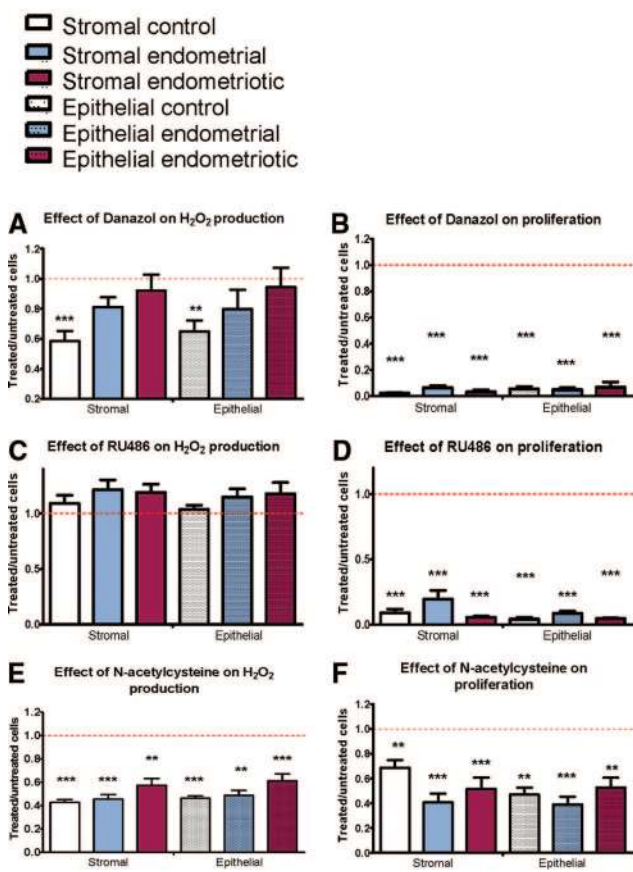 Stromal control
Stromal endometrial
Stromal endometriotic
Epithelial control
Epithelial endometrial
Epithelial endometriotic
A
Effect of Danazol on H₂O₂ production
Treated/untreated cells
1.2
1.0
0.8
0.6
0.4
0.2
***
**
Stromal
Epithelial
B
Effect of Danazol on proliferation
Treated/untreated cells
1.2
1.0
0.8
0.6
0.4
0.2
0.0
***
***
***
***
***
***
Stromal
Epithelial
C
Effect of RU486 on H₂O₂ production
Treated/untreated cells
1.0
0.5
0.0
Stromal
Epithelial
D
Effect of RU486 on proliferation
Treated/untreated cells
1.0
0.5
0.0
***
***
***
***
***
***
Stromal
Epithelial
E
Effect of N-acetylcysteine on H₂O₂
production
Treated/untreated cells
1.2
1.0
0.8
0.6
0.4
0.2
0.0
***
***
**
***
**
***
Stromal
Epithelial
F
Effect of N-acetylcysteine on
proliferation
Treated/untreated cells
1.2
1.0
0.8
0.6
0.4
0.2
0.0
**
***
***
**
***
**
Stromal
Epithelial